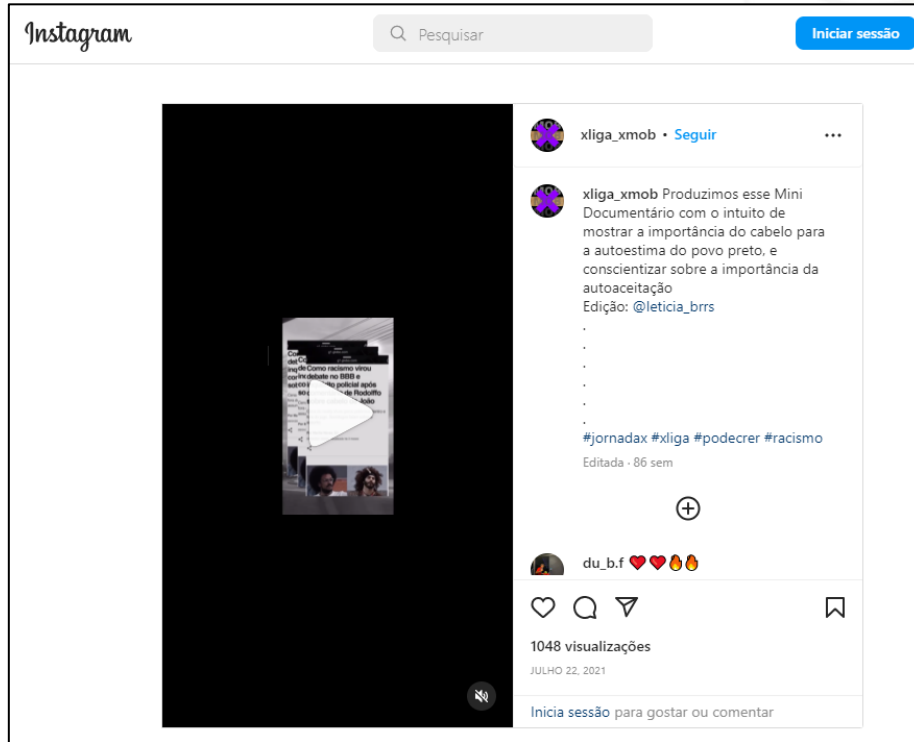 Instagram
Pesquisar
Iniciar sessão
xliga_xmob • Seguir
xliga_xmob Produzimos esse Mini
Documentário com o intuito de
mostrar a importância do cabelo para
a autoestima do povo preto, e
conscientizar sobre a importância da
autoaceitação
Edição: @leticia_brrs
.
.
.
.
.
.
#jornadax #xliga #podecrer #racismo
Editada · 86 sem
du_b.f ❤️❤️🔥🔥
1048 visualizações
JULHO 22, 2021
Inicia sessão para gostar ou comentar
Como racismo virou
debate no BBB e
policial após
de Rodolffo
João